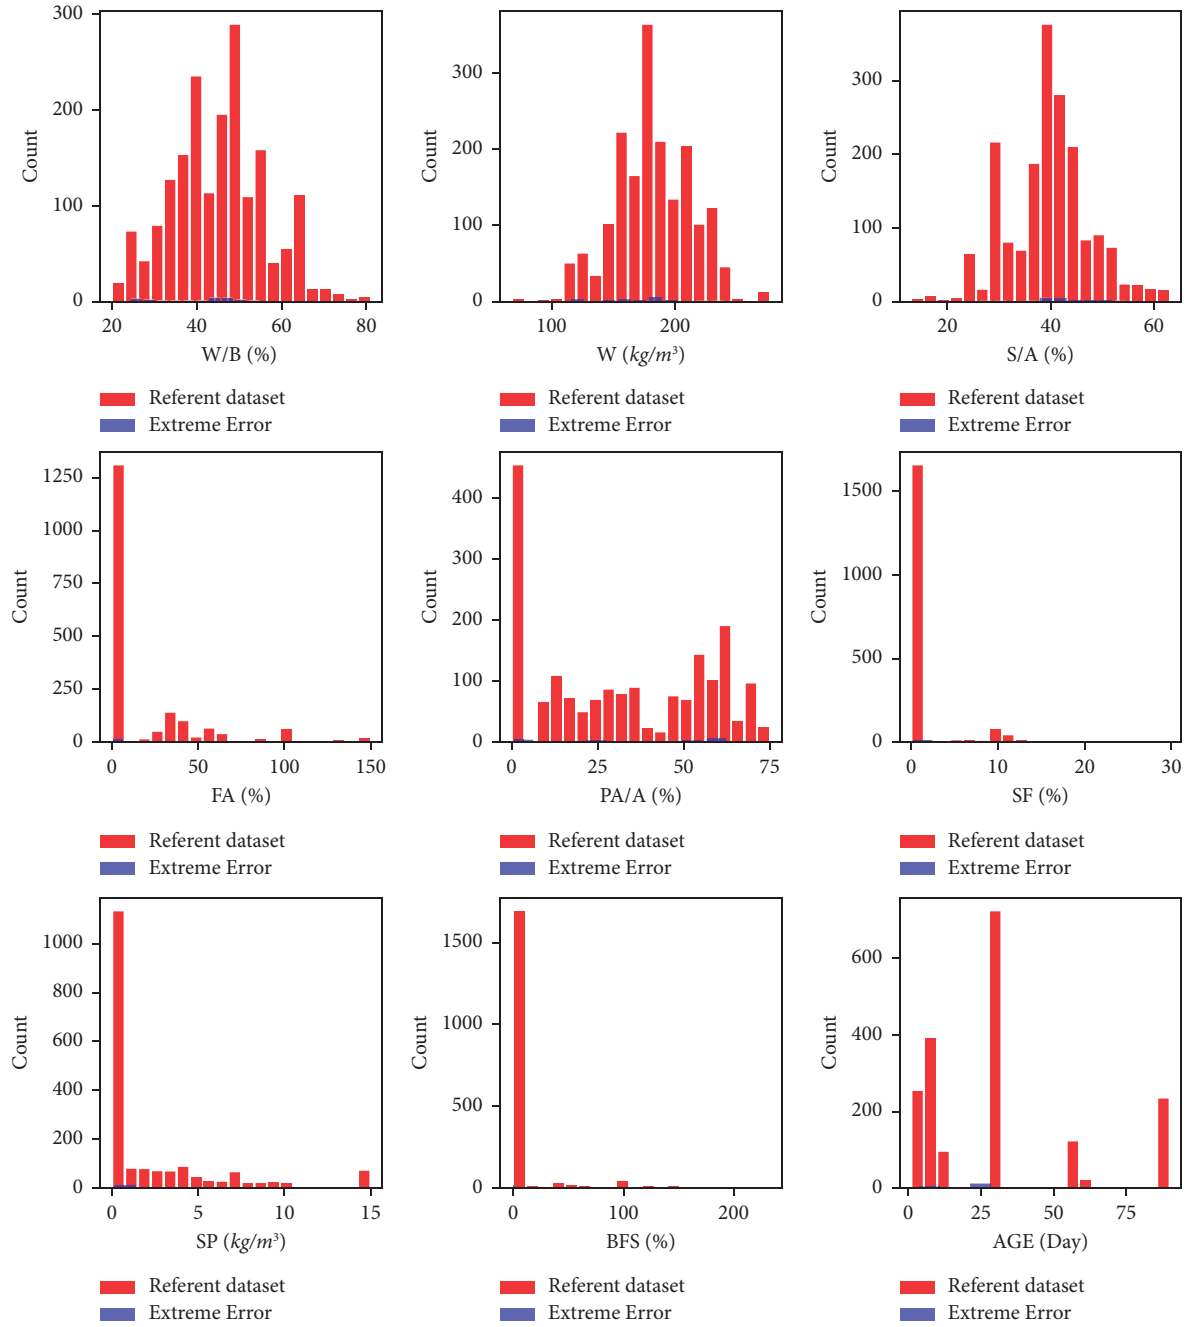 300
200
100
0
Count
20 40 60 80
W/B (%)
Referent dataset
Extreme Error
300
200
100
0
Count
100 200
W (kg/m³)
Referent dataset
Extreme Error
300
200
100
0
Count
20 40 60
S/A (%)
Referent dataset
Extreme Error
1250
1000
750
500
250
0
Count
0 50 100 150
FA (%)
Referent dataset
Extreme Error
400
300
200
100
0
Count
0 25 50 75
PA/A (%)
Referent dataset
Extreme Error
1500
1000
500
0
Count
0 10 20 30
SF (%)
Referent dataset
Extreme Error
1000
800
600
400
200
0
Count
0 5 10 15
SP (kg/m³)
Referent dataset
Extreme Error
1500
1000
500
0
Count
0 100 200
BFS (%)
Referent dataset
Extreme Error
600
400
200
0
Count
0 25 50 75
AGE (Day)
Referent dataset
Extreme Error